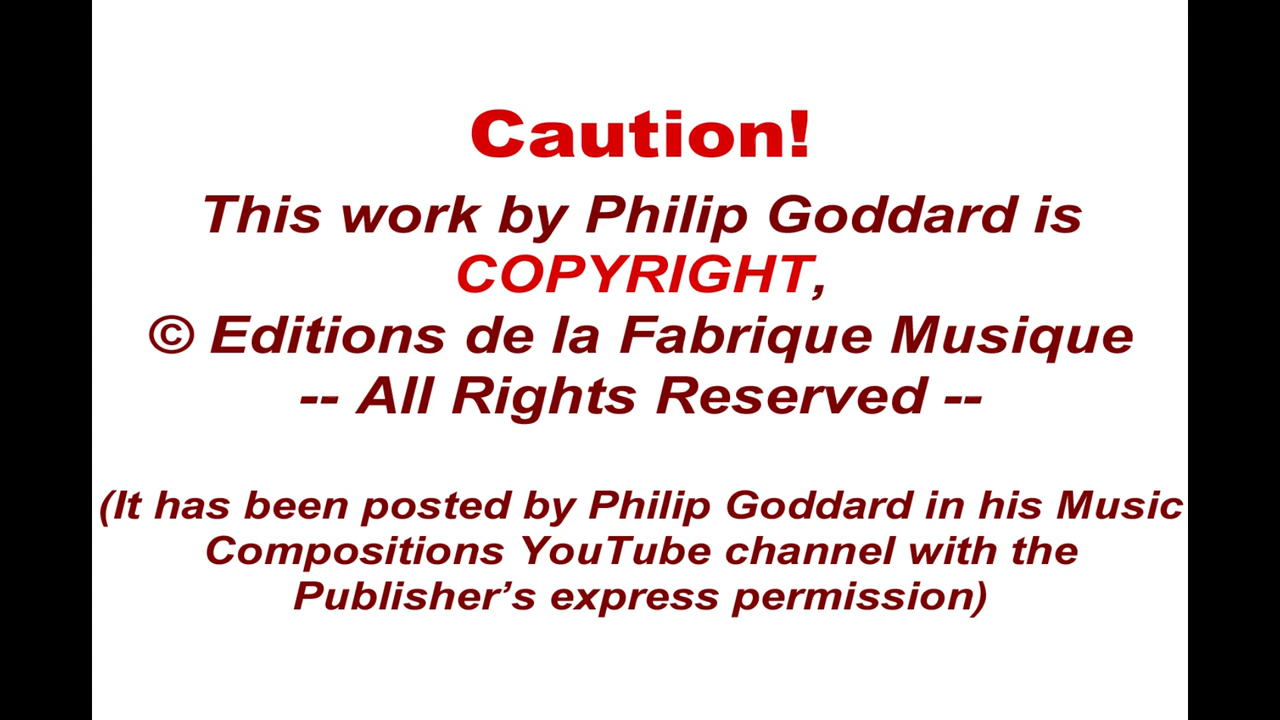 Caution!
This work by Philip Goddard is
COPYRIGHT,
© Editions de la Fabrique Musique
-- All Rights Reserved --
(It has been posted by Philip Goddard in his Music
Compositions YouTube channel with the
Publisher’s express permission)